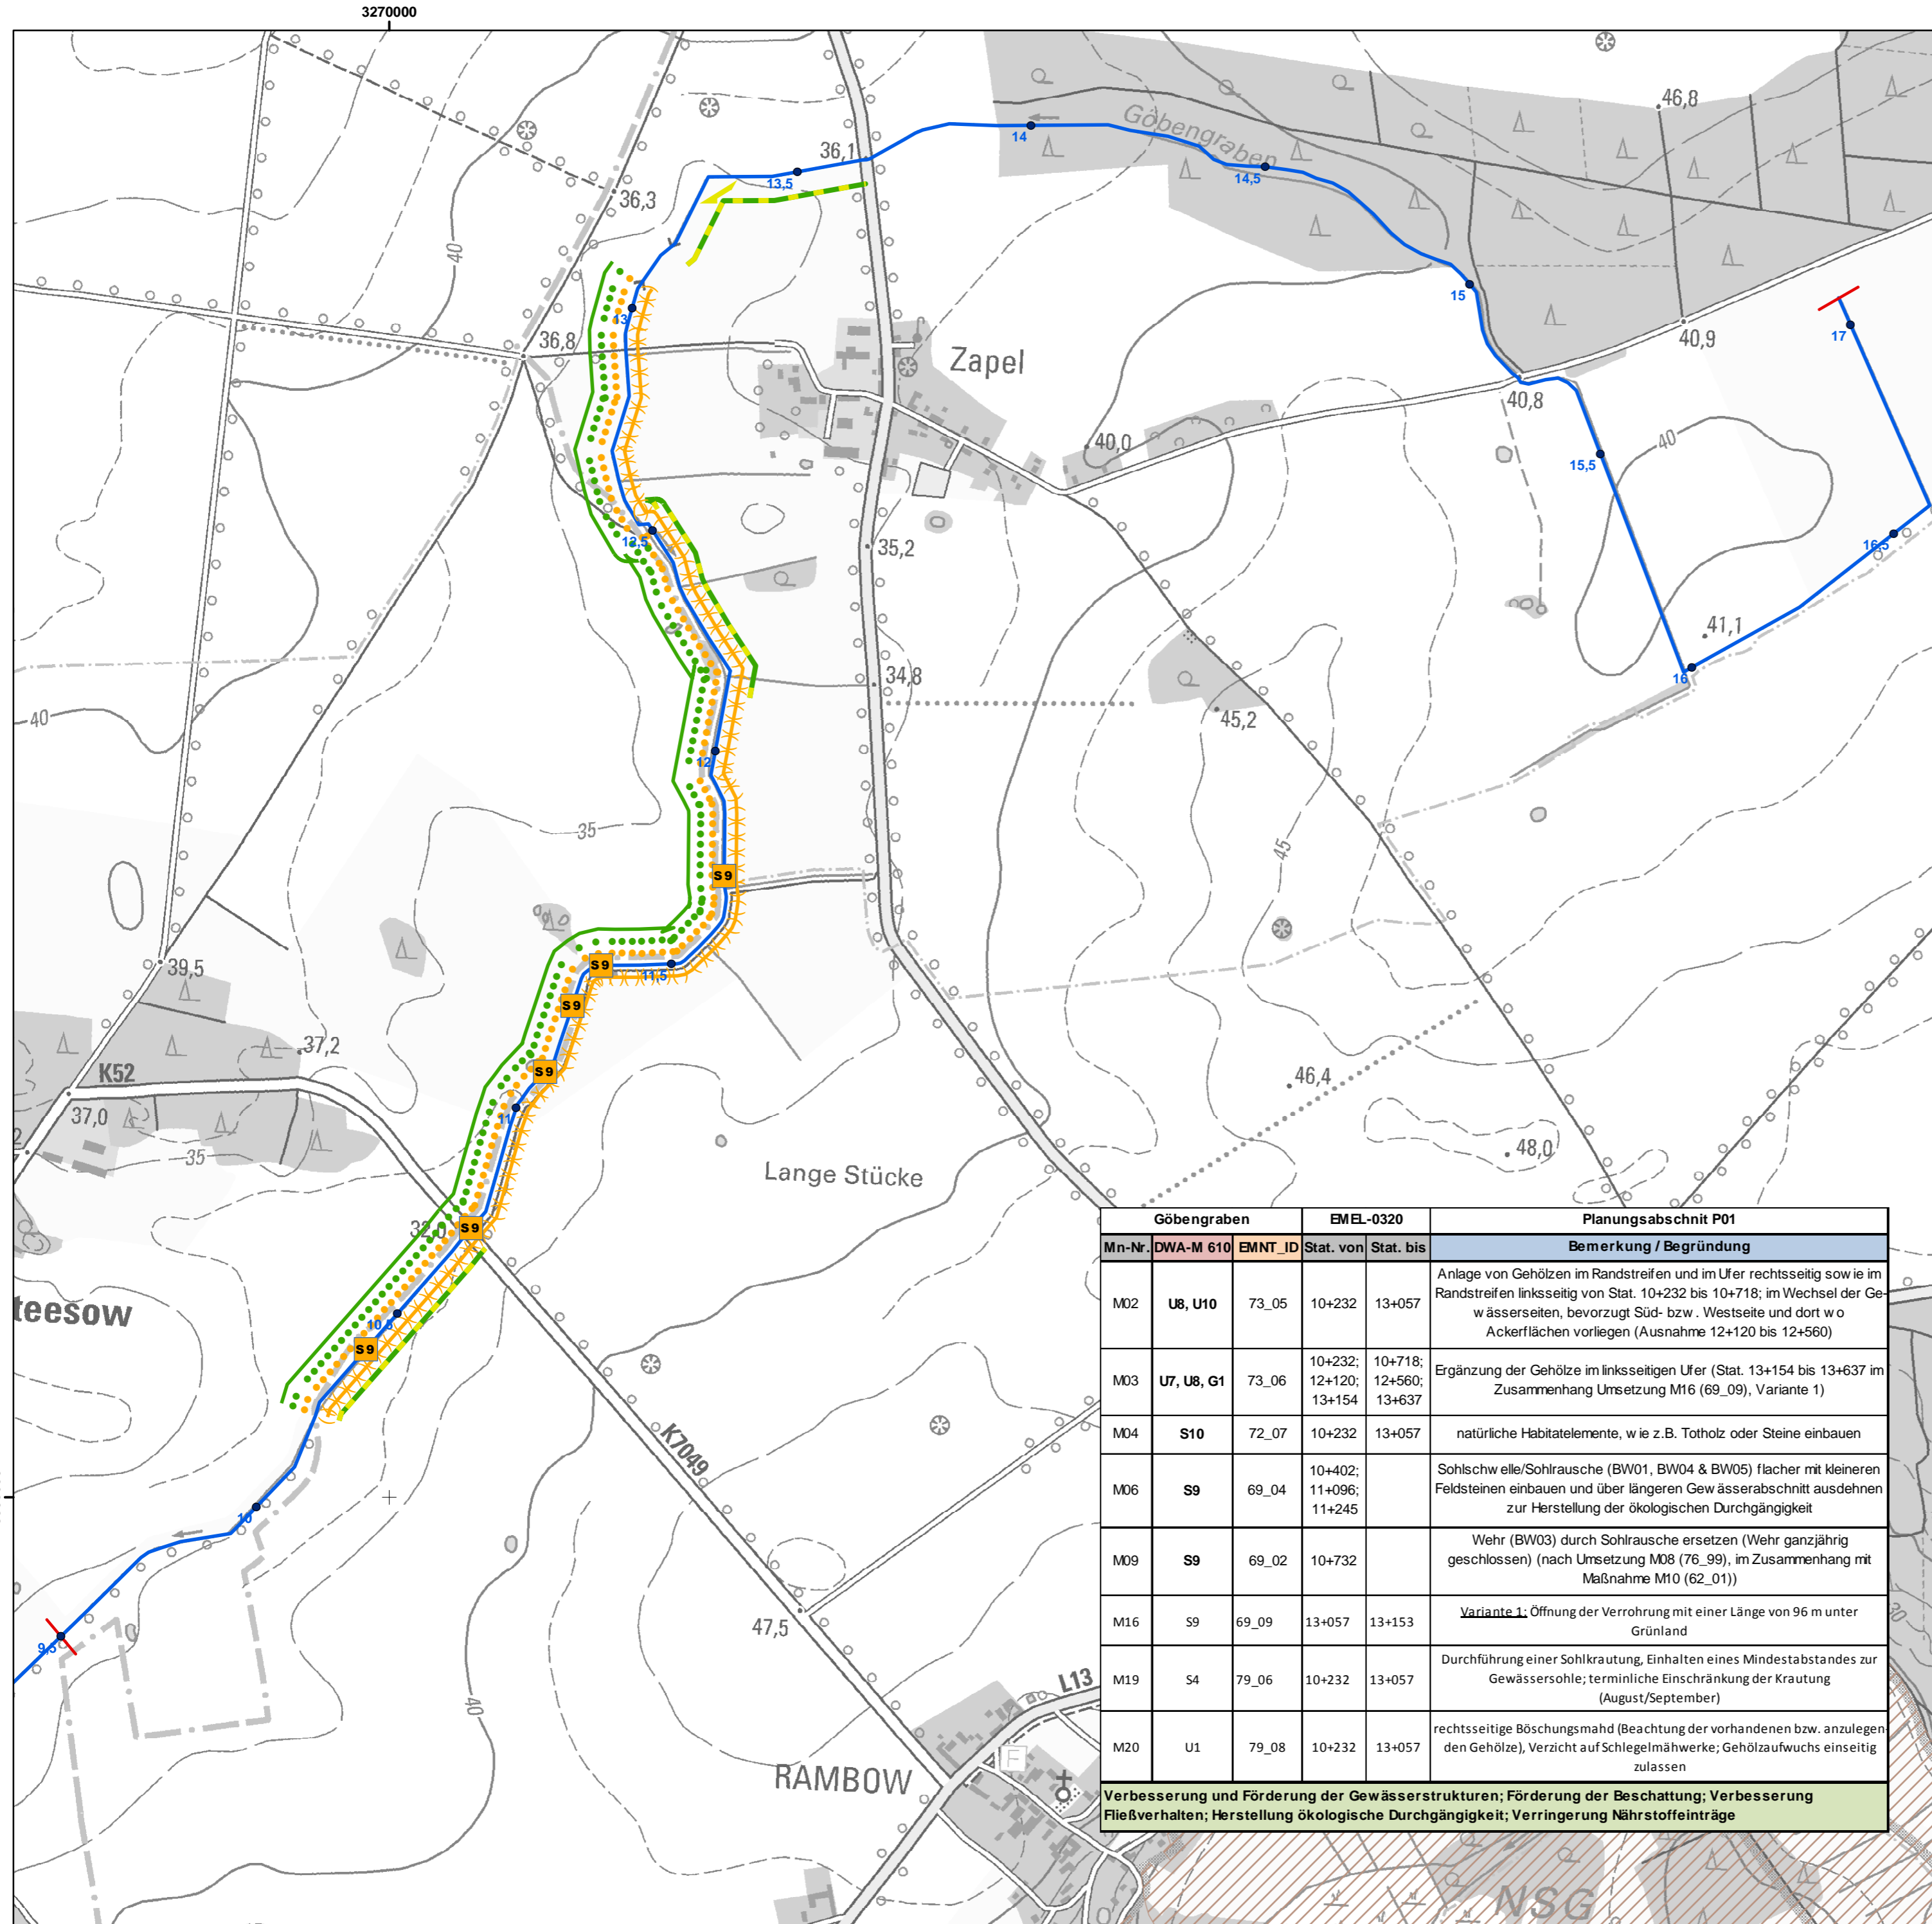 3270000
46,8
Göbengraben
14
36,1
13,5
14,5
36,3
40
15
13
36,8
17
40,9
Zapel
40,8
40,0
40
15,5
12,5
35,2
16,5
41,1
34,8
16
45,2
40
12
35
45
S9
39,5
S9
11,5
S9
37,2
K52
S9
46,4
37,0
11
48,0
35
Lange Stücke
32,0
S9
teesow
10,5
S9
K7049
10
9,5
47,5
40
L13
RAMBOW
F
NSG
30
Göbengraben EMEL-0320 Planungsabschnitt P01
Mn-Nr. DWA-M 610 EMNT_ID Stat. von Stat. bis Bemerkung / Begründung
M02 U8, U10 73_05 10+232 13+057
Anlage von Gehölzen im Randstreifen und im Ufer rechtsseitig sowie im
Randstreifen linksseitig von Stat. 10+232 bis 10+718; im Wechsel der Ge-
wässerseiten, bevorzugt Süd- bzw. Westseite und dort wo
Ackerflächen vorliegen (Ausnahme 12+120 bis 12+560)
M03 U7, U8, G1 73_06
10+232; 10+718;
12+120; 12+560;
13+154 13+637
Ergänzung der Gehölze im linksseitigen Ufer (Stat. 13+154 bis 13+637 im
Zusammenhang Umsetzung M16 (69_09), Variante 1)
M04 S10 72_07 10+232 13+057 natürliche Habitatelemente, wie z.B. Totholz oder Steine einbauen
M06 S9 69_04
10+402;
11+096;
11+245
Sohlschwelle/Sohlrausche (BW01, BW04 & BW05) flacher mit kleineren
Feldsteinen einbauen und über längeren Gewässerabschnitt ausdehnen
zur Herstellung der ökologischen Durchgängigkeit
M09 S9 69_02 10+732
Wehr (BW03) durch Sohlrausche ersetzen (Wehr ganzjährig
geschlossen) (nach Umsetzung M08 (76_99), im Zusammenhang mit
Maßnahme M10 (62_01))
M16 S9 69_09 13+057 13+153
Variante 1: Öffnung der Verrohrung mit einer Länge von 96 m unter
Grünland
M19 S4 79_06 10+232 13+057
Durchführung einer Sohlkrautung, Einhalten eines Mindestabstandes zur
Gewässersohle; terminliche Einschränkung der Krautung
(August/September)
M20 U1 79_08 10+232 13+057
rechtsseitige Böschungsmahd (Beachtung der vorhandenen bzw. anzulegen-
den Gehölze), Verzicht auf Schlegelmähwerke; Gehölzaufwuchs einseitig
zulassen
Verbesserung und Förderung der Gewässerstrukturen; Förderung der Beschattung; Verbesserung
Fließverhalten; Herstellung ökologische Durchgängigkeit; Verringerung Nährstoffeinträge